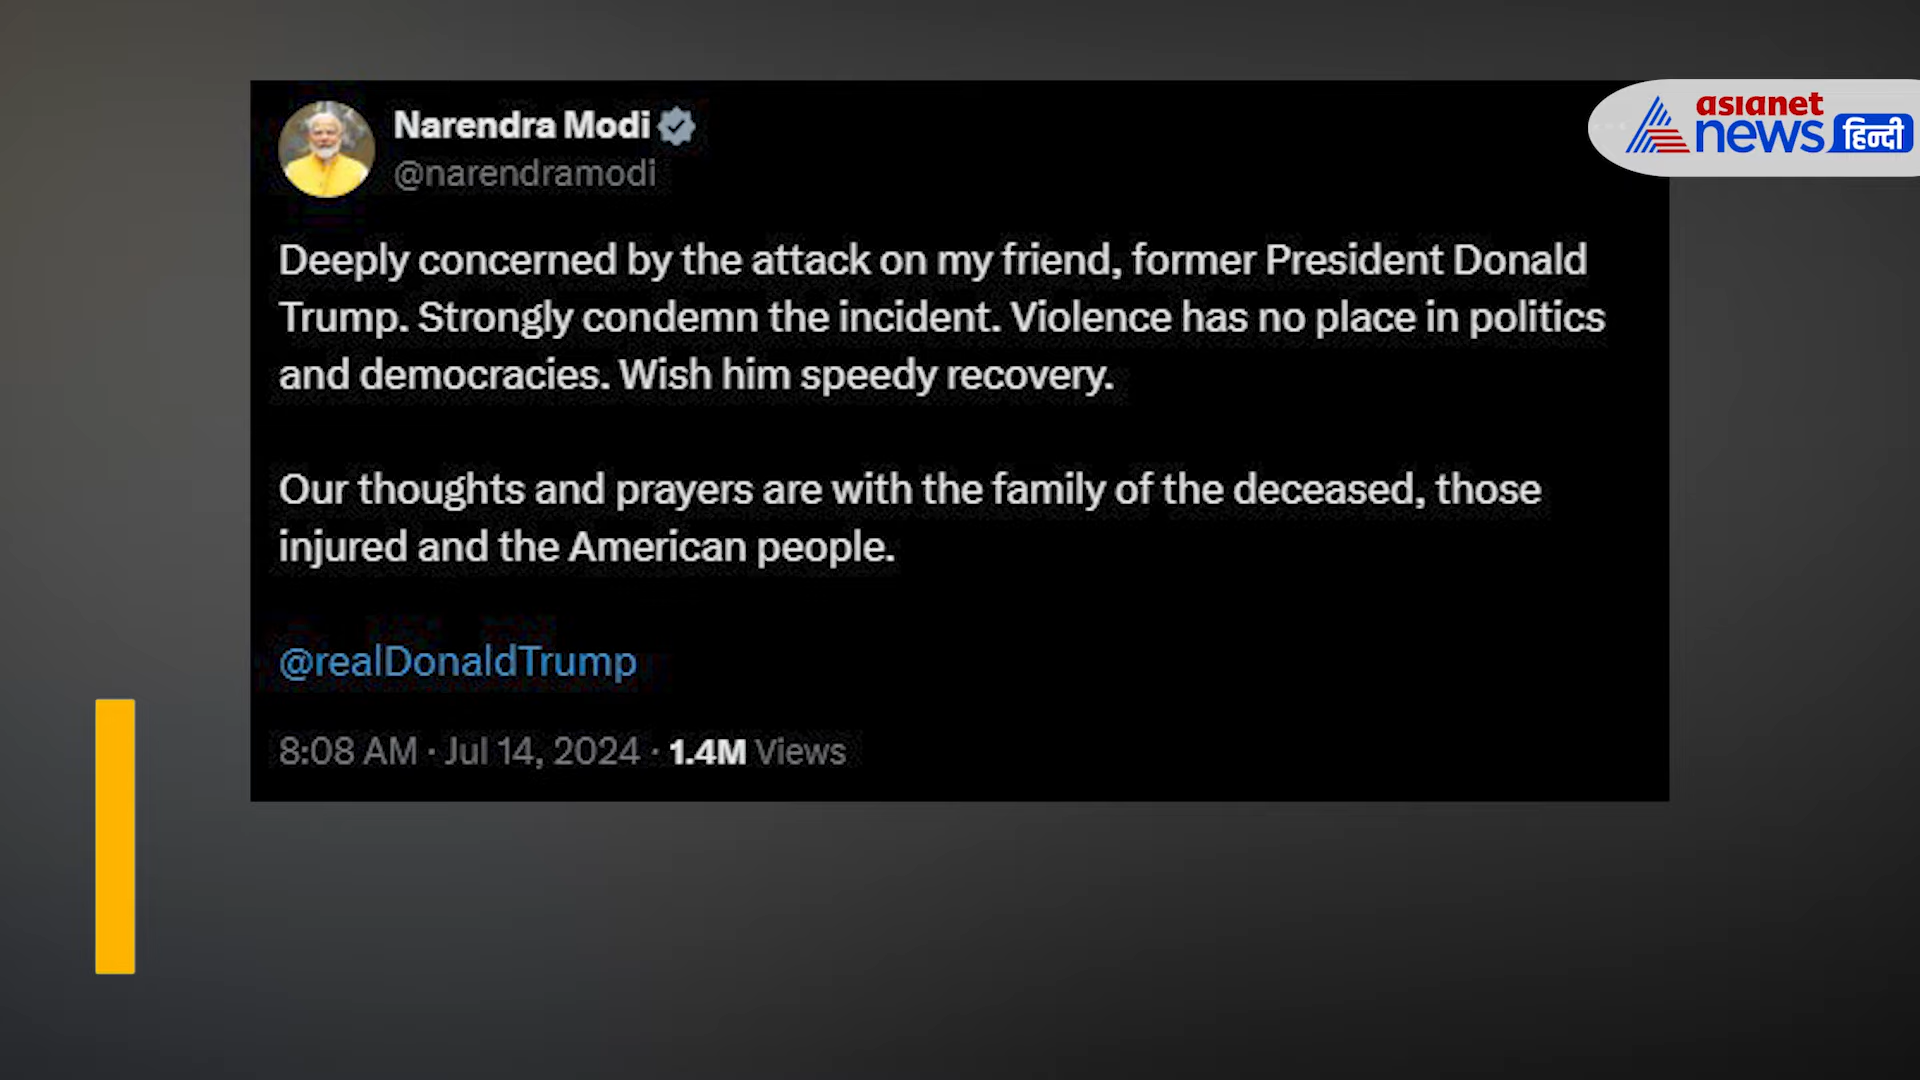 Narendra Modi
@narendramodi
asianet
news हिन्दी
Deeply concerned by the attack on my friend, former President Donald
Trump. Strongly condemn the incident. Violence has no place in politics
and democracies. Wish him speedy recovery.
Our thoughts and prayers are with the family of the deceased, those
injured and the American people.
@realDonaldTrump
8:08 AM · Jul 14, 2024 · 1.4M Views